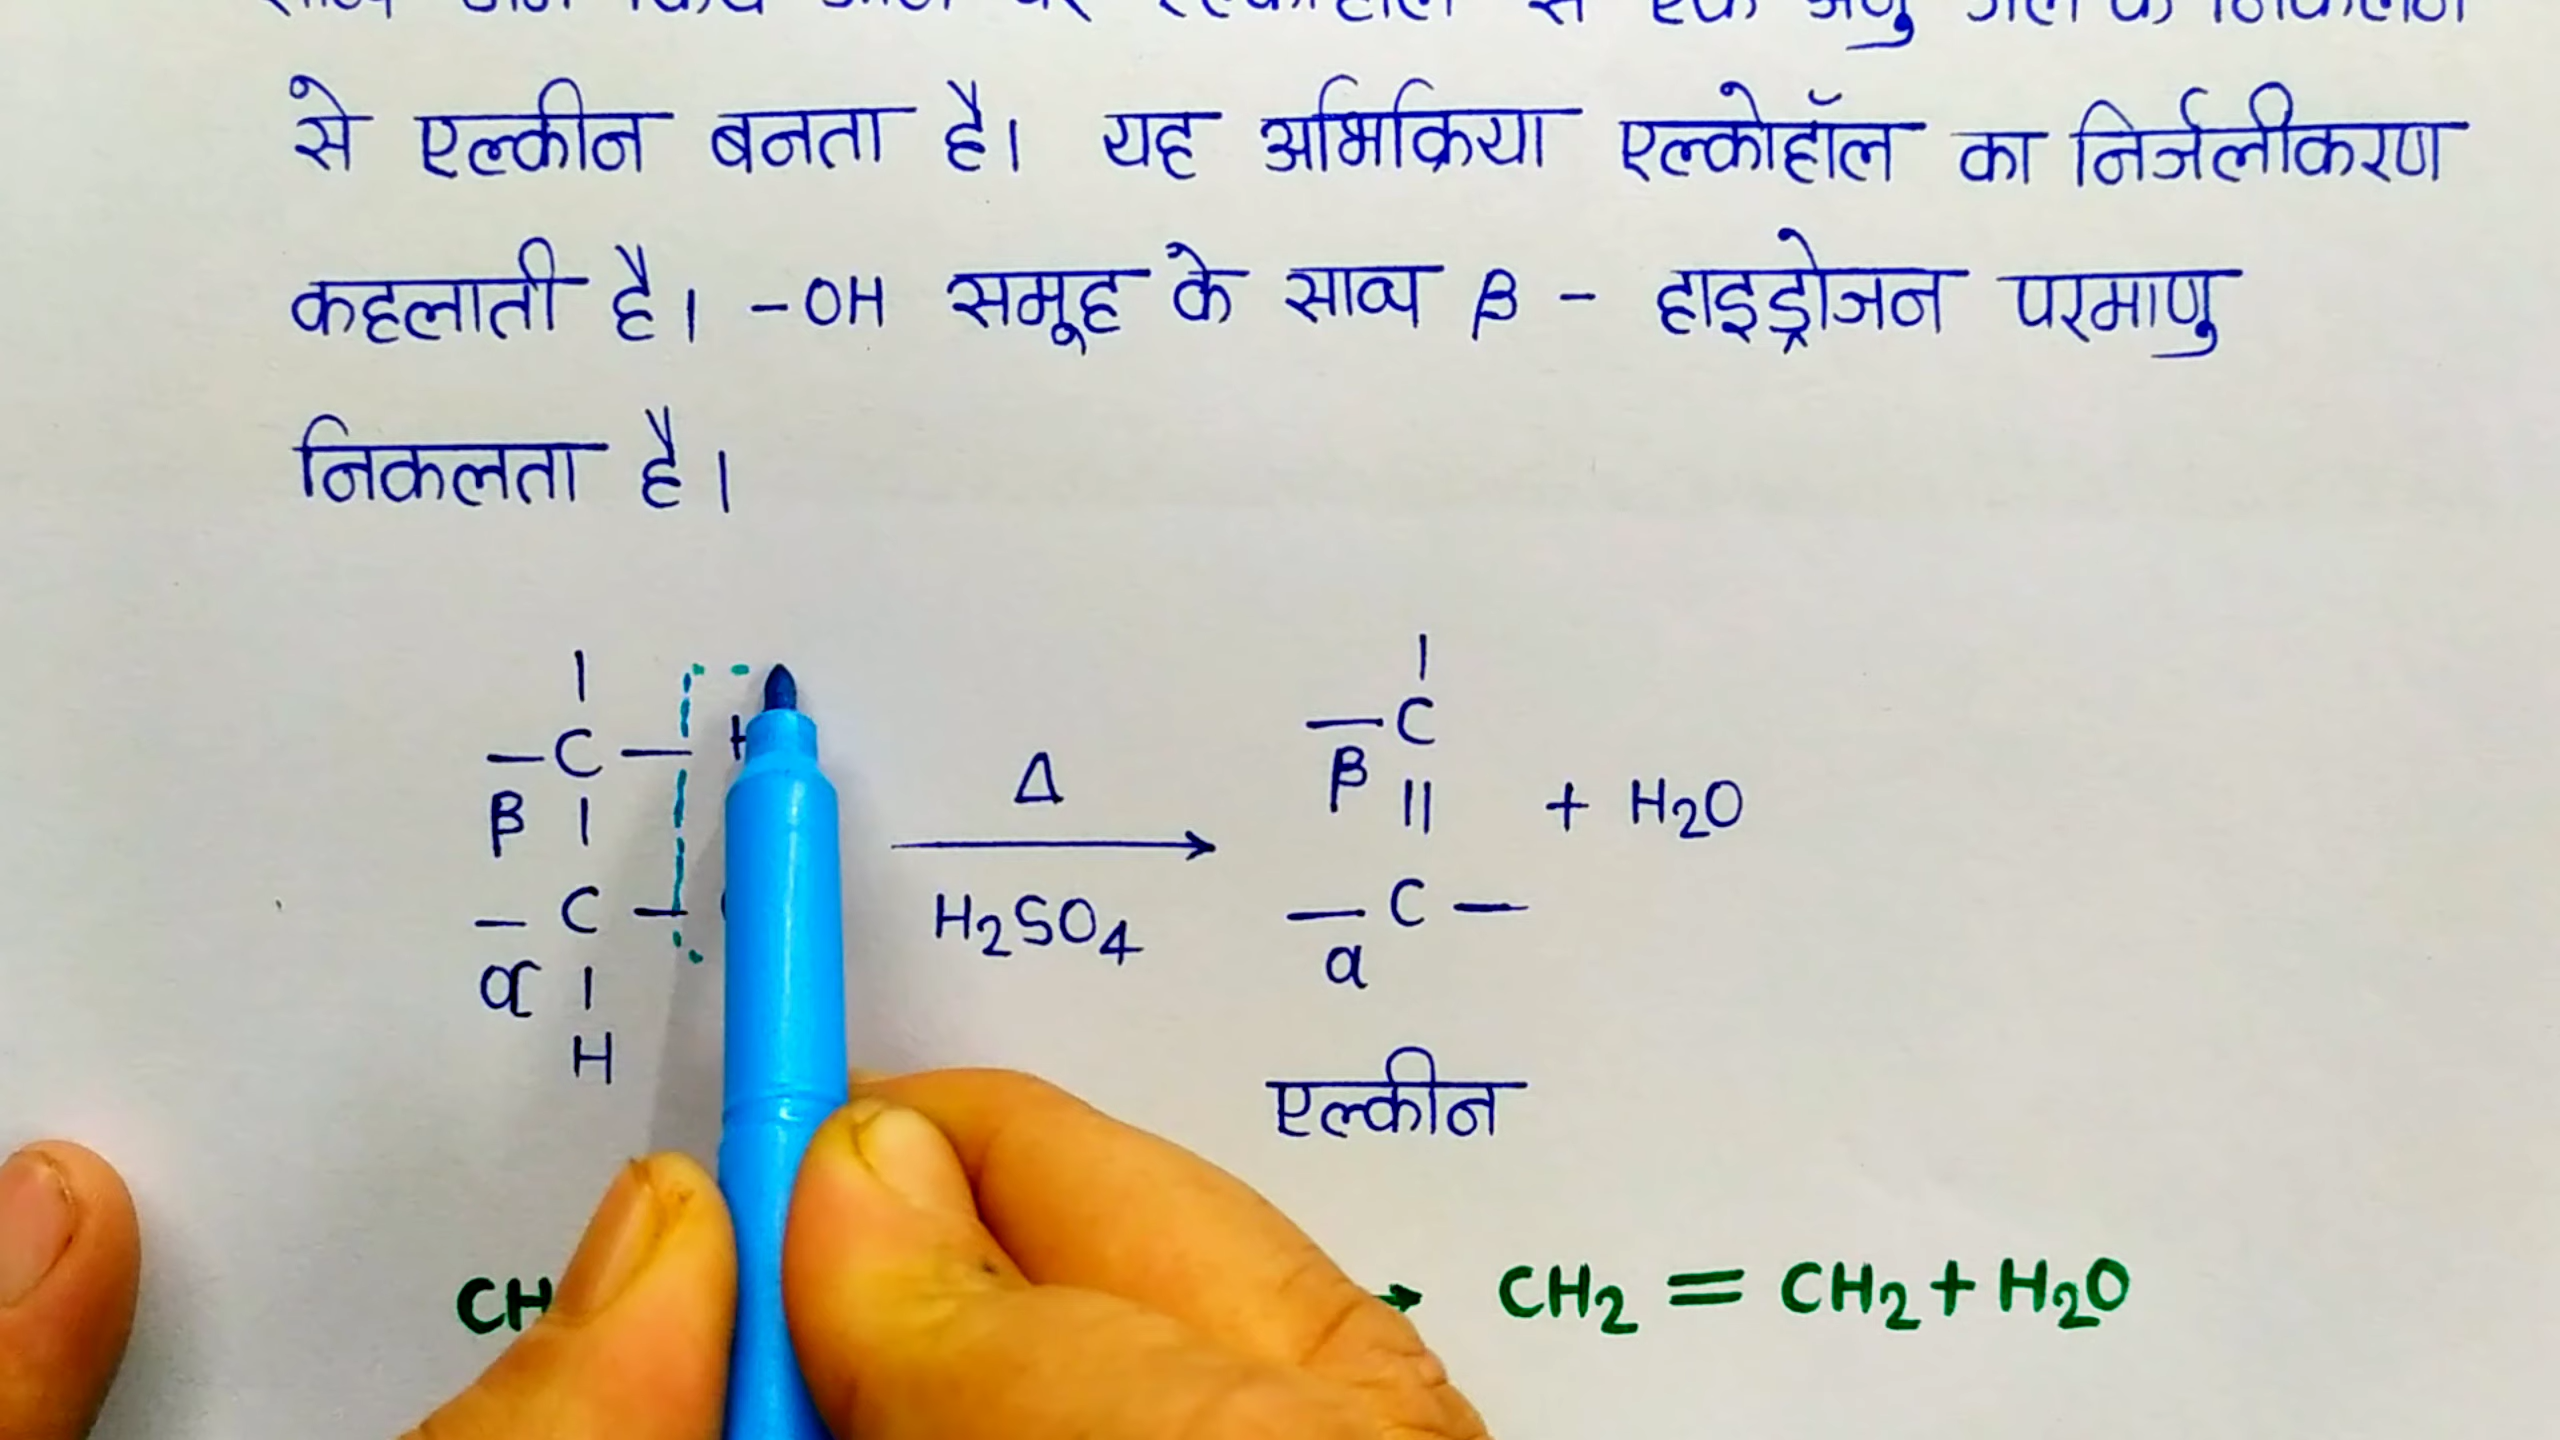 से एल्कीन बनता है। यह अभिक्रिया एल्कोहॉल का निर्जलीकरण
कहलाती है। -OH समूह के साथ β - हाइड्रोजन परमाणु
निकलता है।
| |
— C — — C
β | Δ β || + H₂O
— C — H₂SO₄ — C —
α | a
H
एल्कीन
CH → CH₂ = CH₂ + H₂O